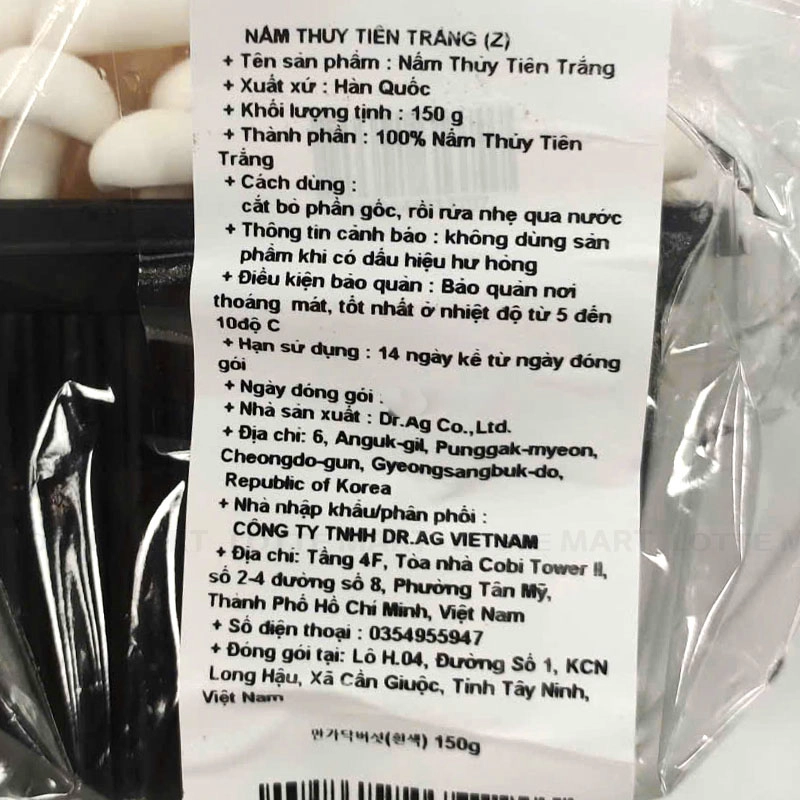 NẤM THỦY TIÊN TRẮNG (Z)
+ Tên sản phẩm : Nấm Thủy Tiên Trắng
+ Xuất xứ : Hàn Quốc
+ Khối lượng tịnh : 150 g
+ Thành phần : 100% Nấm Thủy Tiên
Trắng
+ Cách dùng :
cắt bỏ phần gốc, rồi rửa nhẹ qua nước
+ Thông tin cảnh báo : không dùng sản
phẩm khi có dấu hiệu hư hỏng
+ Điều kiện bảo quản : Bảo quản nơi
thoáng mát, tốt nhất ở nhiệt độ từ 5 đến
10độ C
+ Hạn sử dụng : 14 ngày kể từ ngày đóng
gói
+ Ngày đóng gói :
+ Nhà sản xuất : Dr.Ag Co.,Ltd.
+ Địa chỉ: 6, Anguk-gil, Punggak-myeon,
Cheongdo-gun, Gyeongsangbuk-do,
Republic of Korea
+ Nhà nhập khẩu/phân phối :
CÔNG TY TNHH DR.AG VIETNAM
+ Địa chỉ: Tầng 4F, Tòa nhà Cobi Tower II,
số 2-4 đường số 8, Phường Tân Mỹ,
Thành Phố Hồ Chí Minh, Việt Nam
+ Số điện thoại : 0354955947
+ Đóng gói tại: Lô H.04, Đường Số 1, KCN
Long Hậu, Xã Cần Giuộc, Tỉnh Tây Ninh,
Việt Nam
만가닥버섯(흰색) 150g
LOTTE MART